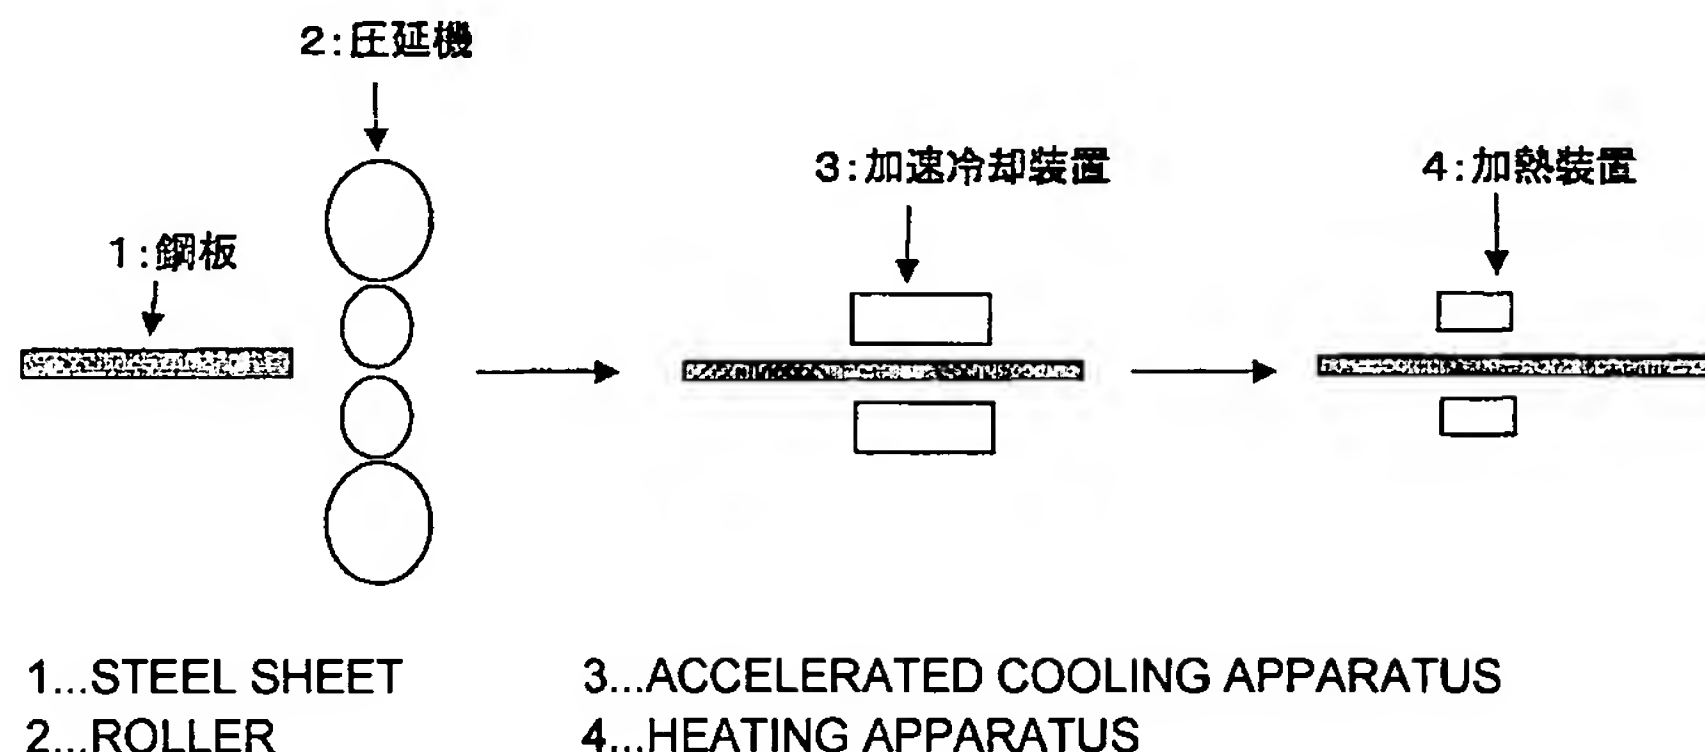 2:圧延機
3:加速冷却装置
4:加熱装置
1:鋼板
1...STEEL SHEET
3...ACCELERATED COOLING APPARATUS
2...ROLLER
4...HEATING APPARATUS